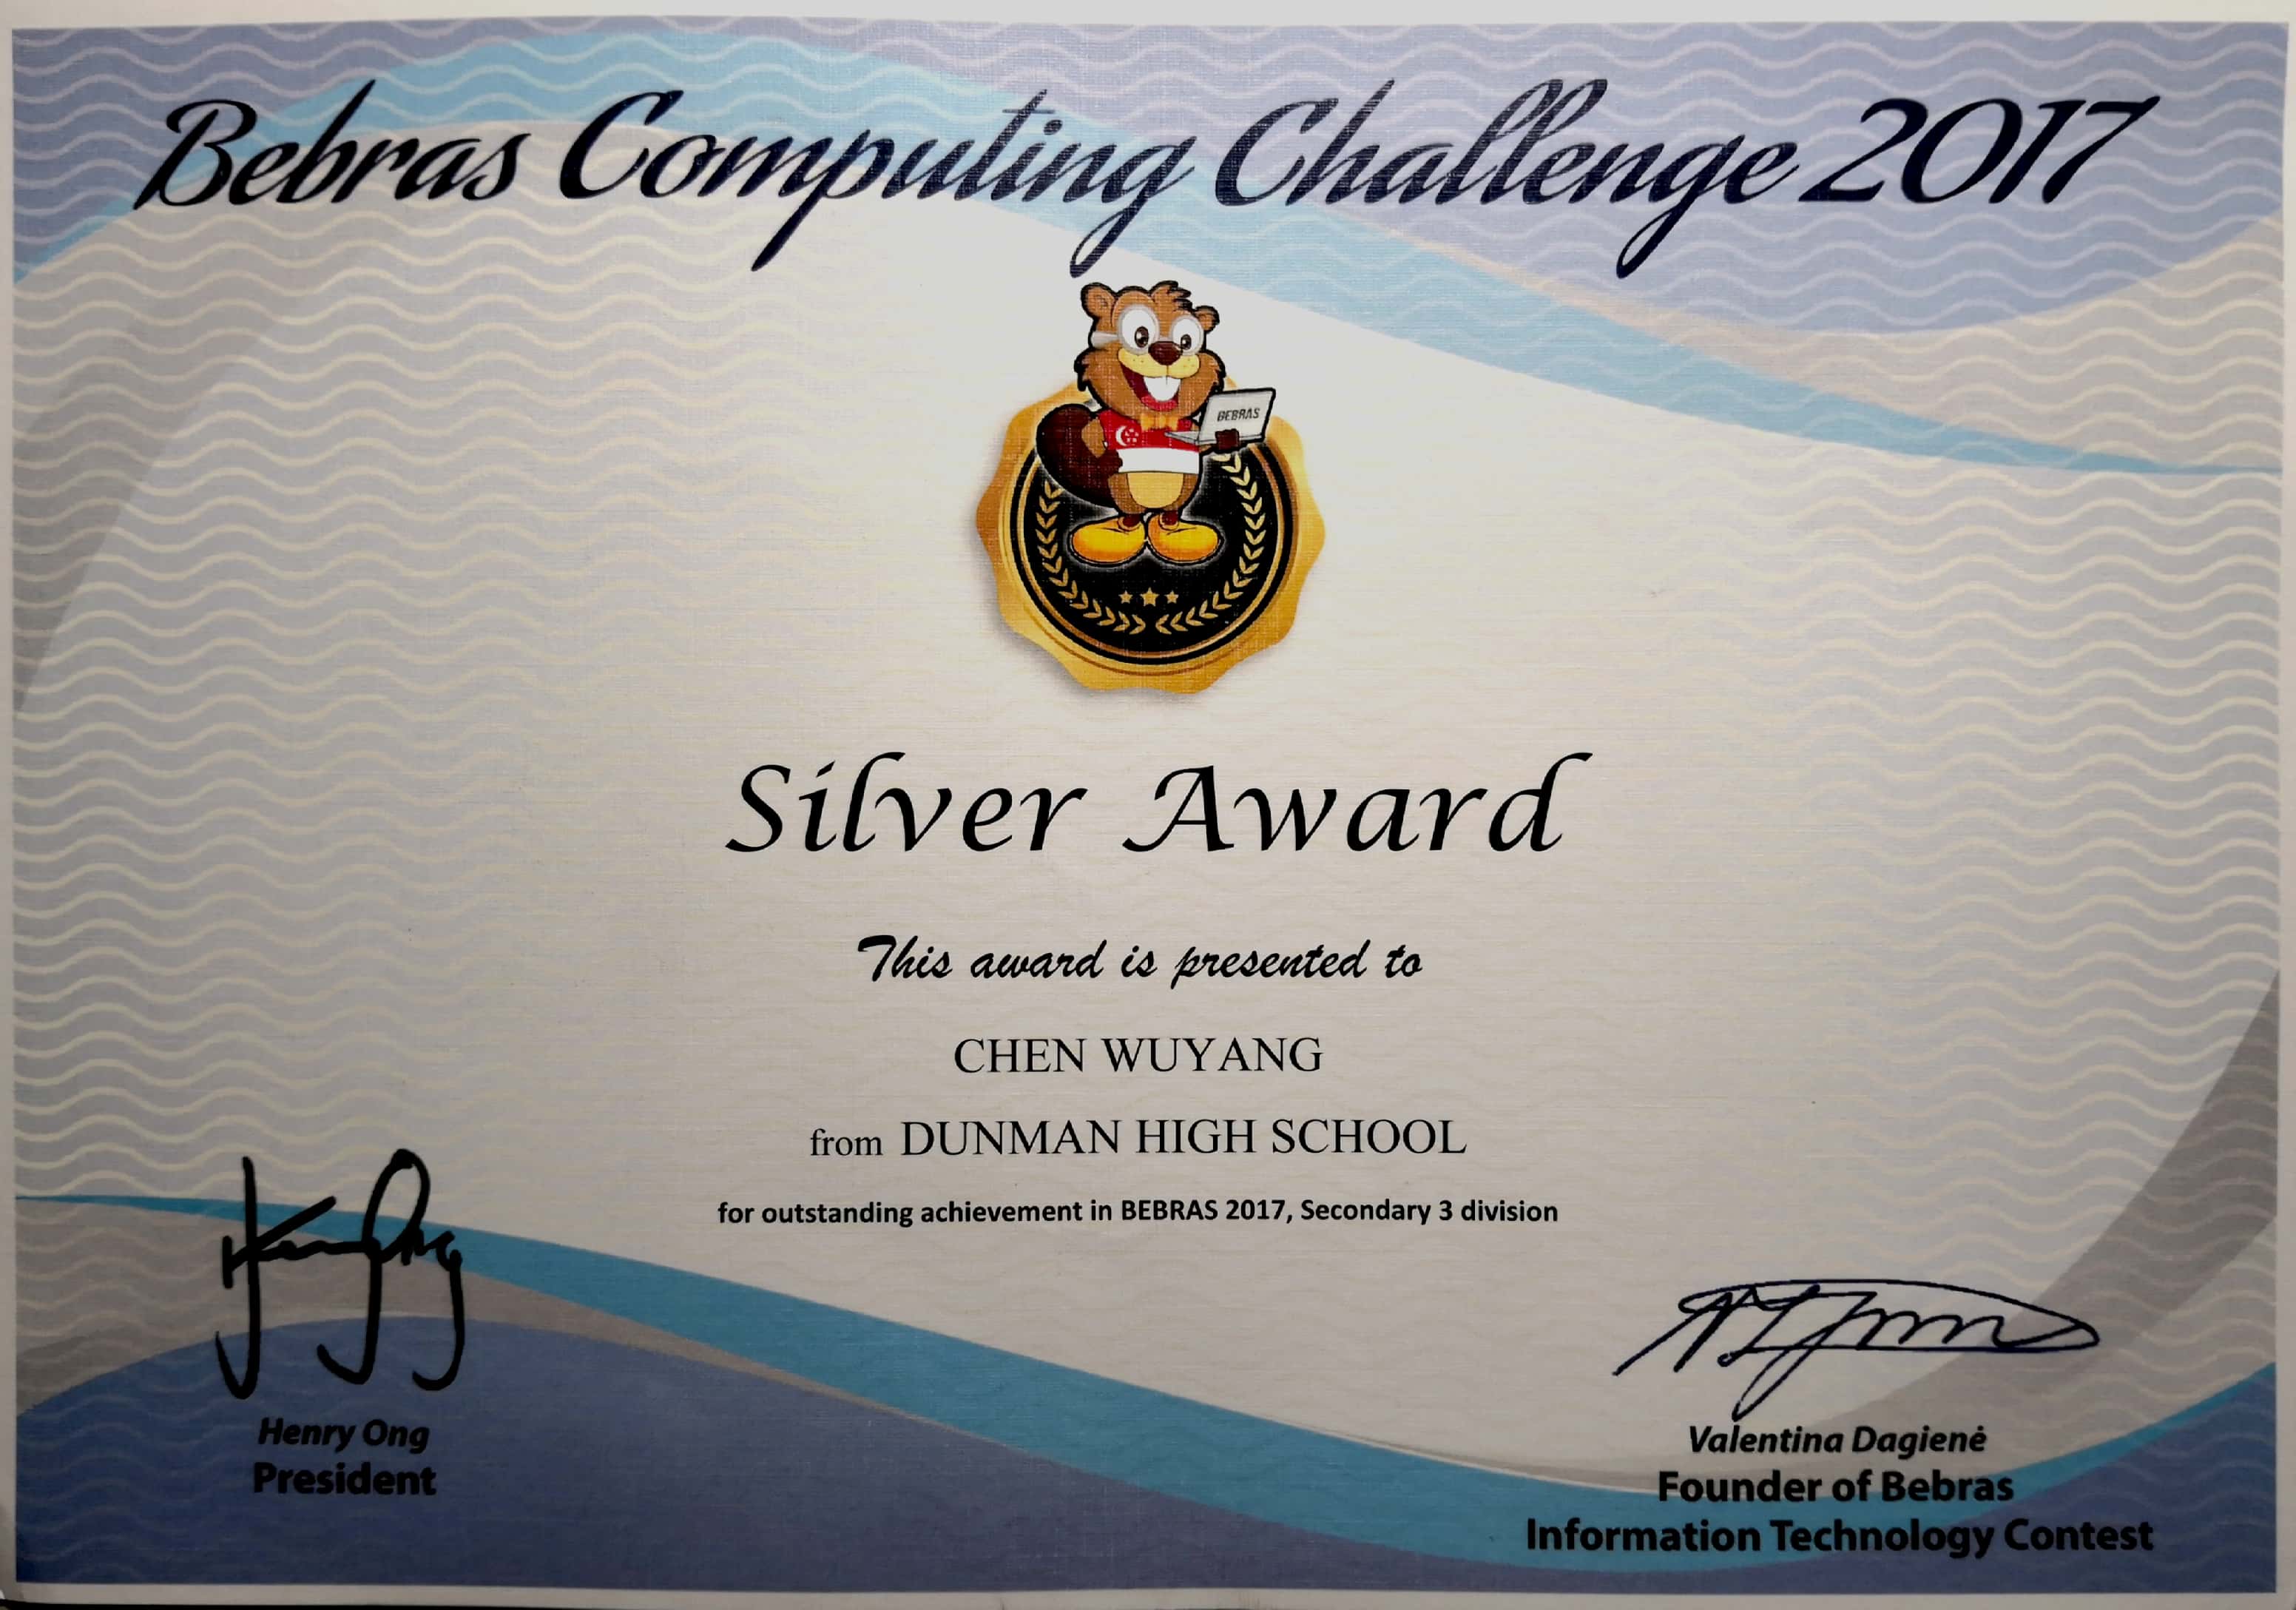 Bebras Computing Challenge 2017
BEBRAS
Silver Award
This award is presented to
CHEN WUYANG
from DUNMAN HIGH SCHOOL
for outstanding achievement in BEBRAS 2017, Secondary 3 division
Henry Ong
President
Valentina Dagienė
Founder of Bebras
Information Technology Contest